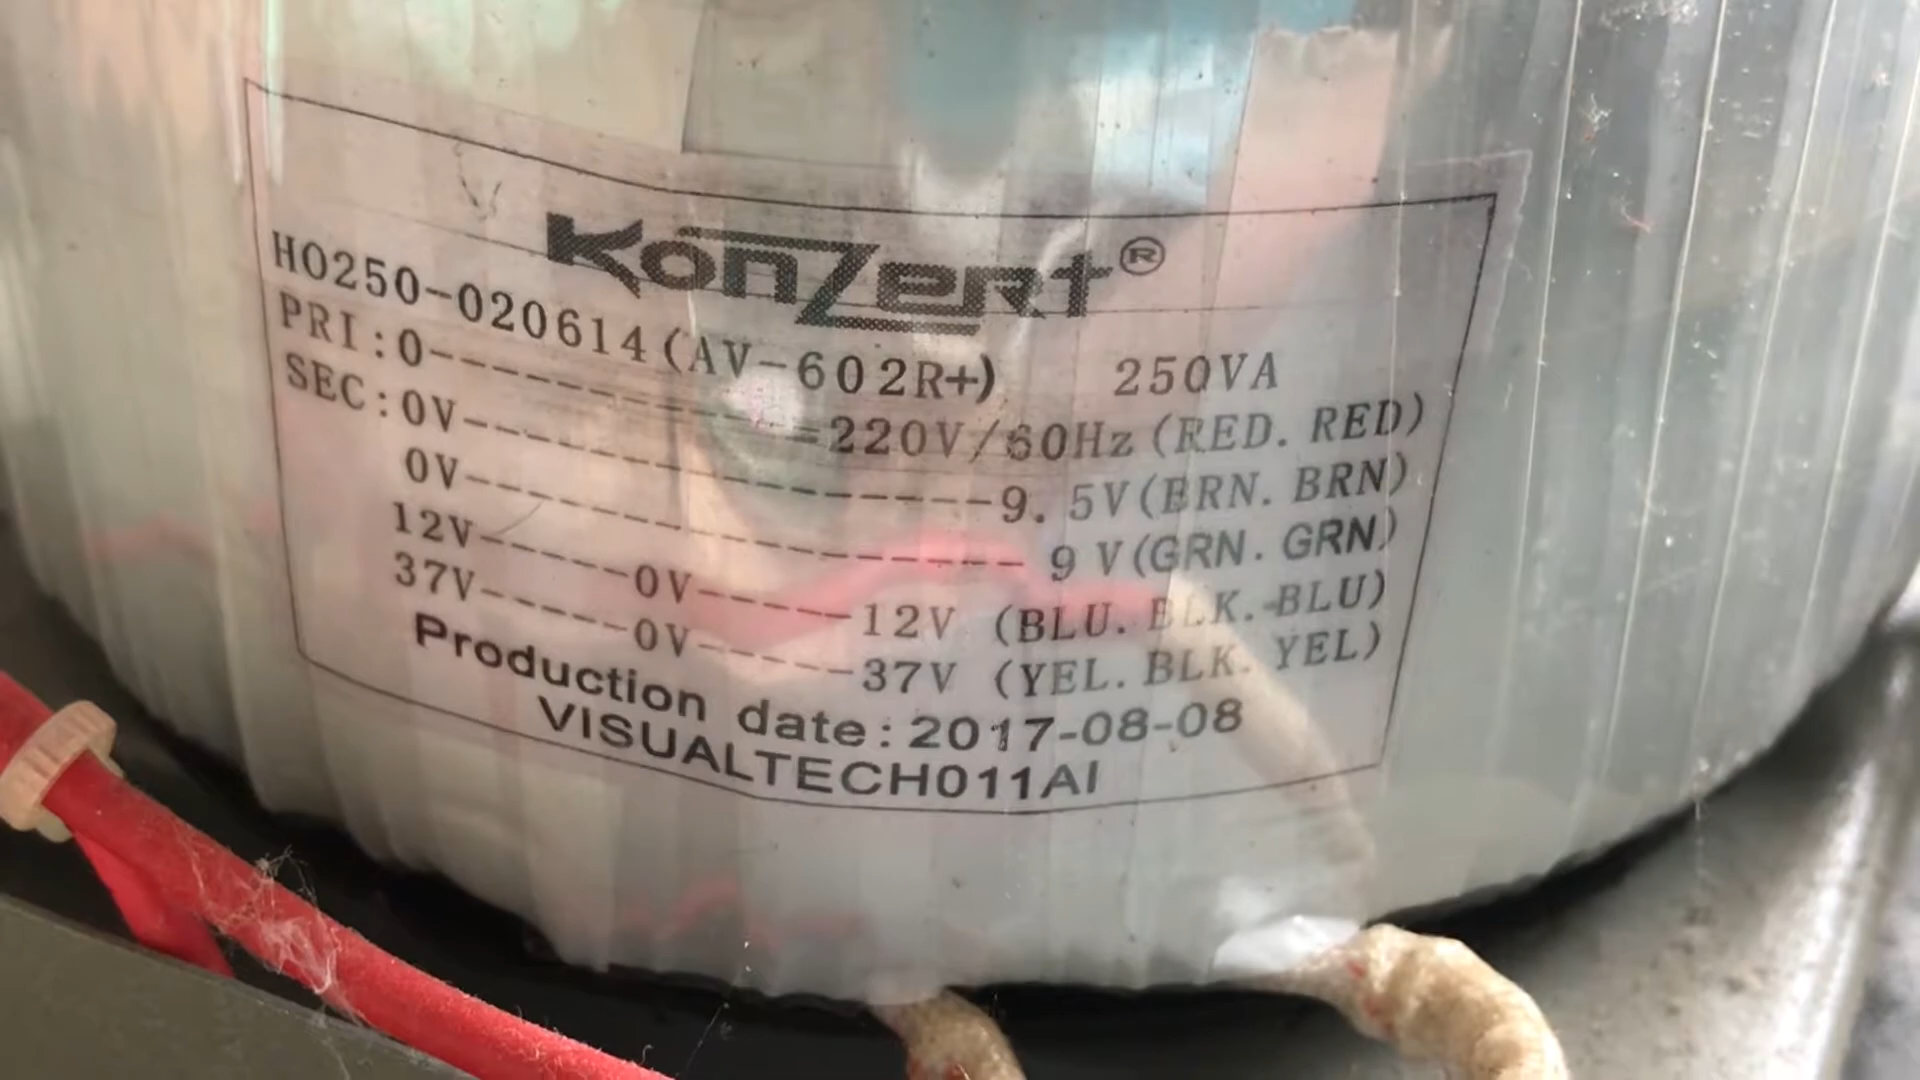 KonZert®
HO250-020614(AV-602R+) 250VA
PRI:0----------------220V/60Hz(RED. RED)
SEC:0V--------------------9. 5V(BRN. BRN)
0V--------------------- 9 V(GRN. GRN)
12V------0V------12V (BLU. BLK. BLU)
37V------0V------37V (YEL. BLK. YEL)
Production date:2017-08-08
VISUALTECH011AI